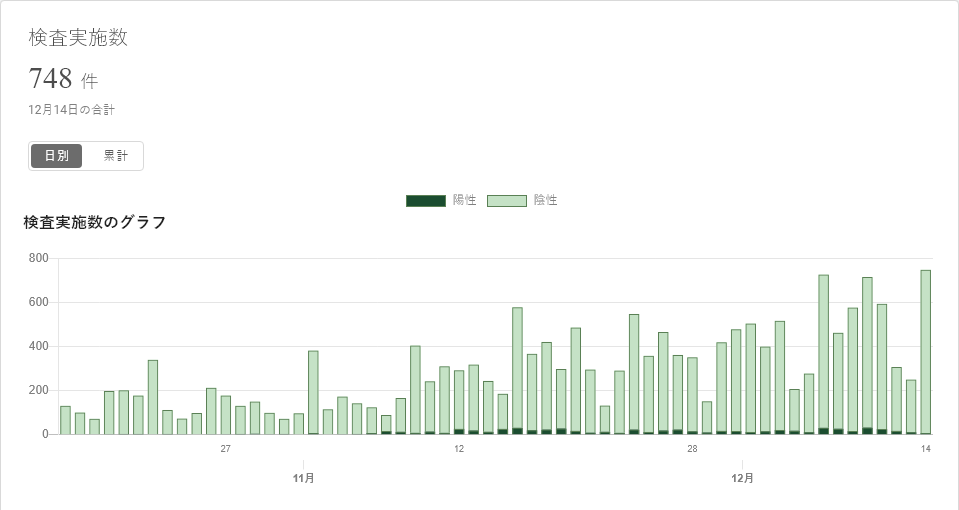 検査実施数
748 件
12月14日の合計
日別 累計
陽性 陰性
検査実施数のグラフ
800
600
400
200
0
27 12 28 14
11月 12月